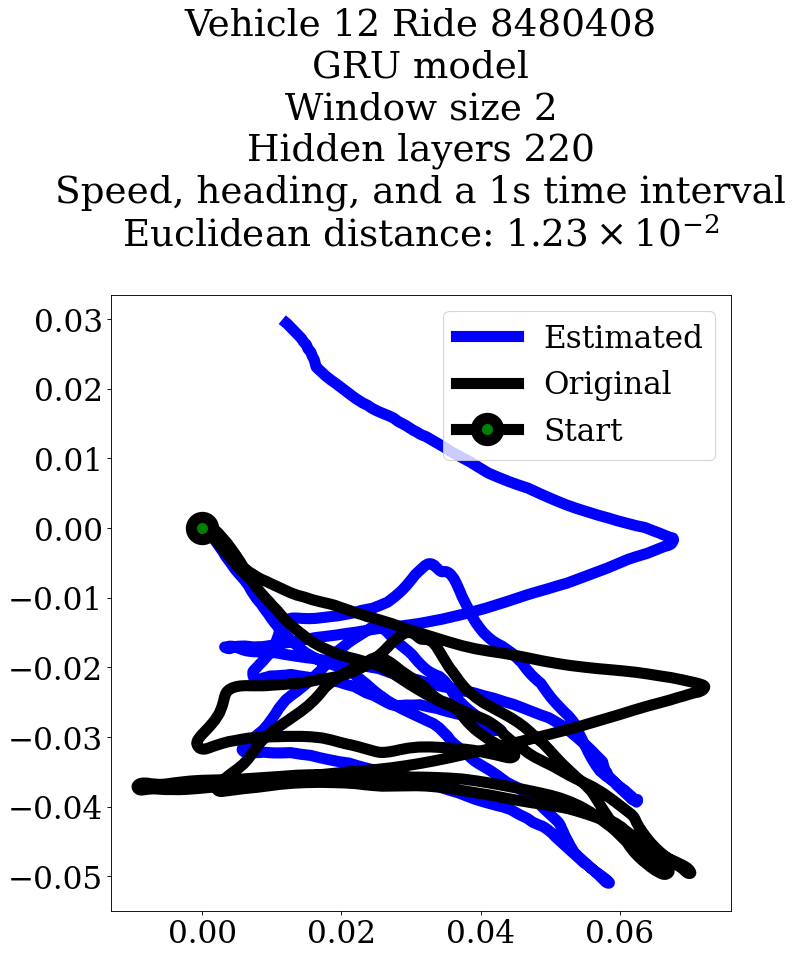 Vehicle 12 Ride 8480408
GRU model
Window size 2
Hidden layers 220
Speed, heading, and a 1s time interval
Euclidean distance: 1.23 × 10⁻²
Estimated
Original
Start
0.03
0.02
0.01
0.00
−0.01
−0.02
−0.03
−0.04
−0.05
0.00 0.02 0.04 0.06